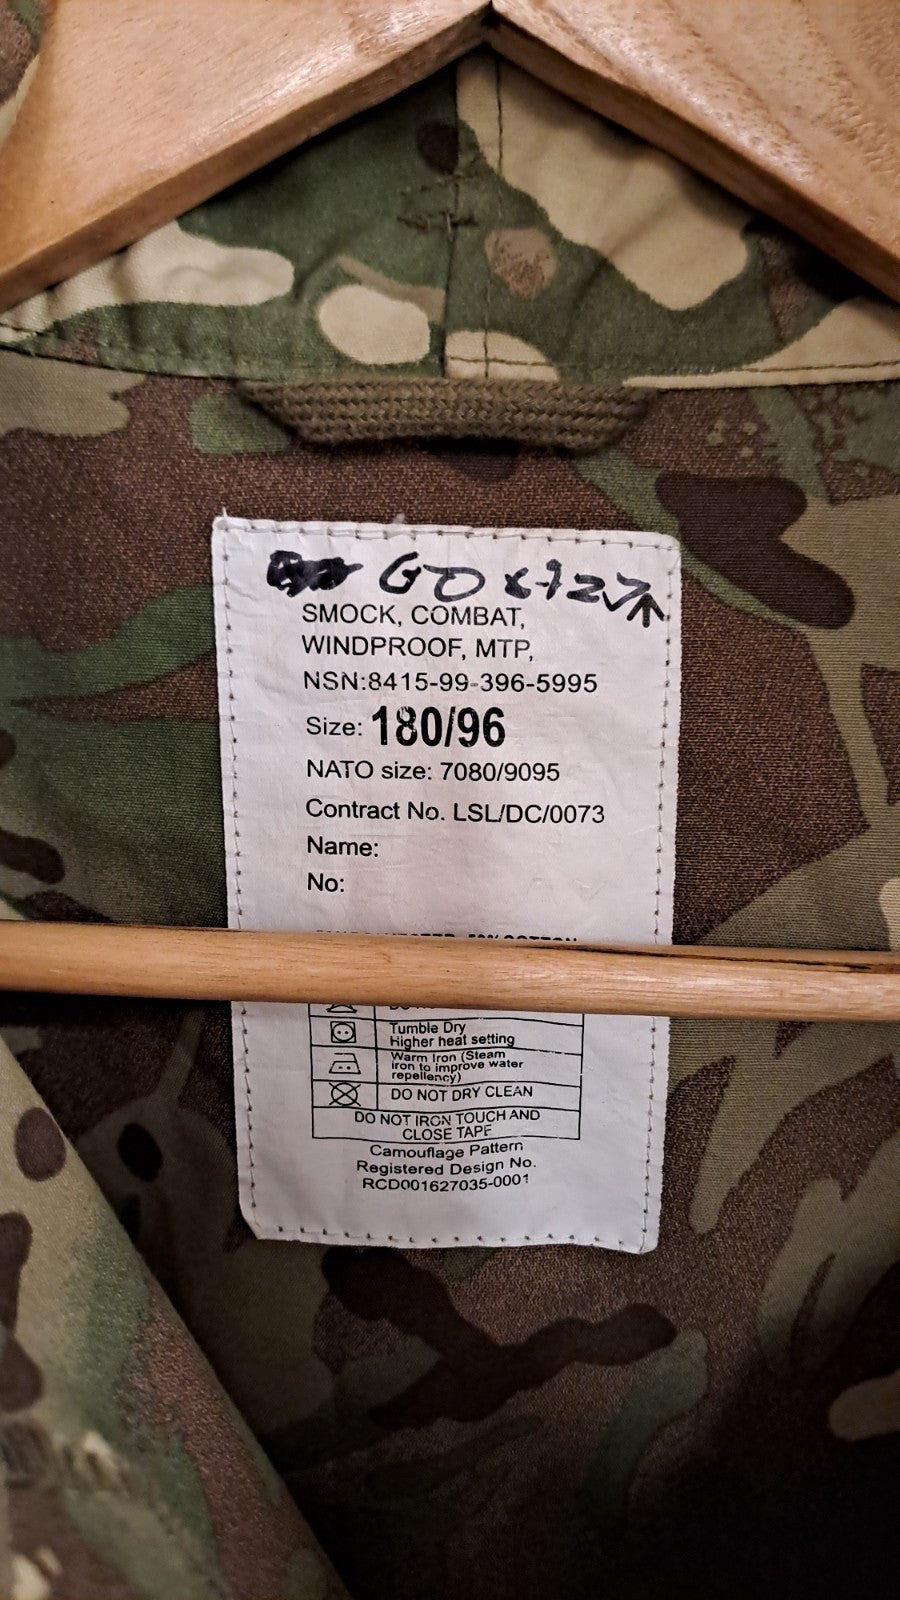 GO
SMOCK, COMBAT,
WINDPROOF, MTP,
NSN:8415-99-396-5995
Size: 180/96
NATO size: 7080/9095
Contract No. LSL/DC/0073
Name:
No:
Tumble Dry
Higher heat setting
Warm Iron (Steam
iron to improve water
repellency)
DO NOT DRY CLEAN
DO NOT IRON TOUCH AND
CLOSE TAPE
Camouflage Pattern
Registered Design No.
RCD001627035-0001